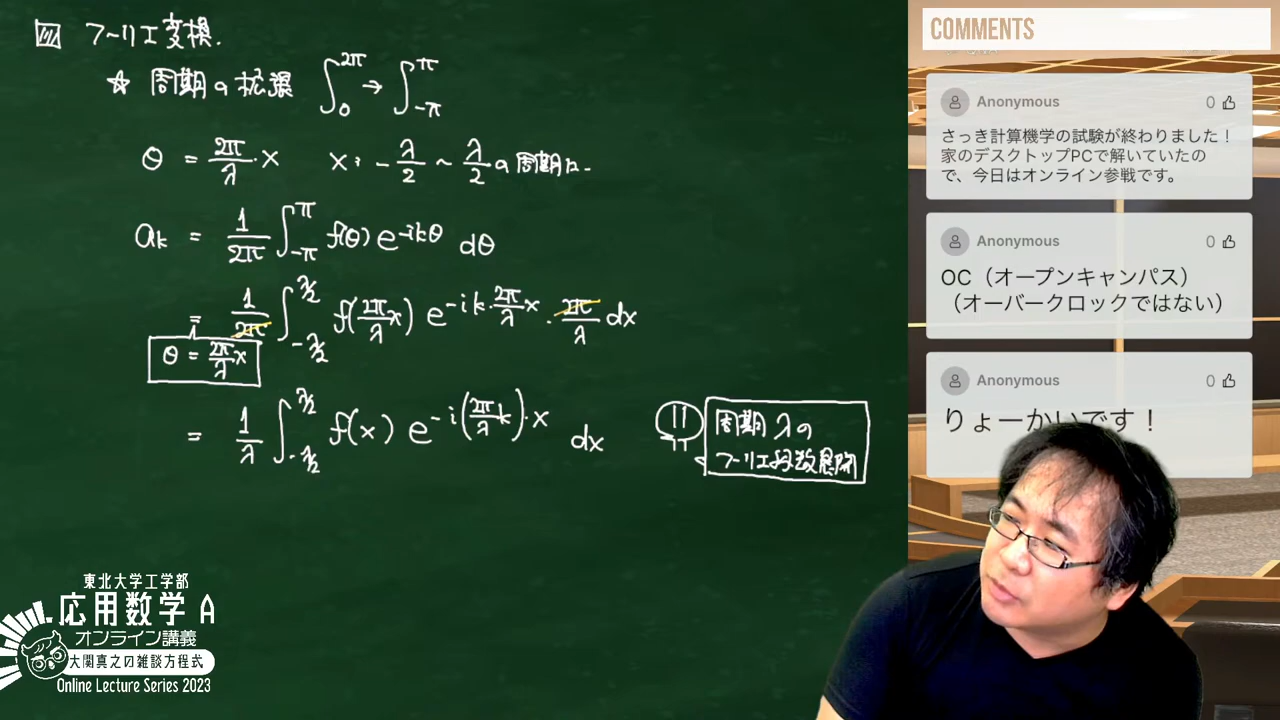 フーリエ変換.
☆ 周期の拡張 ∫₀^{2π} → ∫_{-π}^{π}
θ = 2π/λ・x   x: -λ/2 ~ λ/2 の周期に.
a_k = 1/2π ∫_{-π}^{π} f(θ) e^{-ikθ} dθ
= 1/2π ∫_{-λ/2}^{λ/2} f(2π/λ x) e^{-ik・2π/λ x}・2π/λ dx
θ = 2π/λ x
= 1/λ ∫_{-λ/2}^{λ/2} f(x) e^{-i(2π/λ k)・x} dx
周期 λ の
フーリエ級数展開
東北大学工学部
応用数学 A
オンライン講義
大関真之の雑談方程式
Online Lecture Series 2023
COMMENTS
Anonymous 0
さっき計算機学の試験が終わりました！
家のデスクトップPCで解いていたの
で、今日はオンライン参戦です。
Anonymous 0
OC（オープンキャンパス）
（オーバークロックではない）
Anonymous 0
りょーかいです！